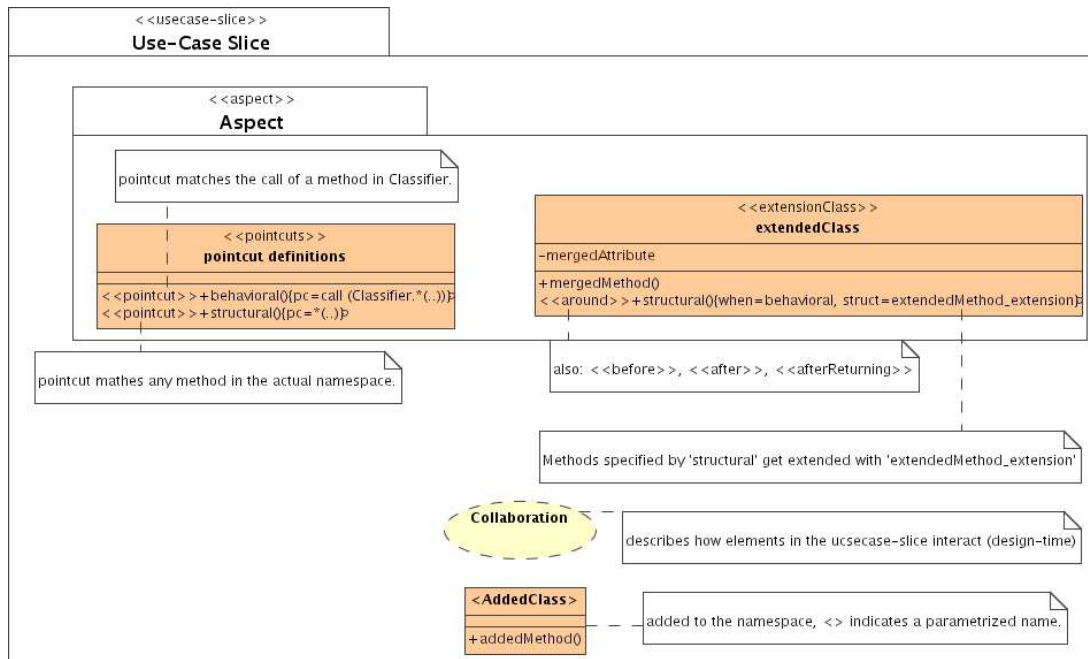 <<usecase-slice>>
Use-Case Slice
<<aspect>>
Aspect
pointcut matches the call of a method in Classifier.
<<pointcuts>>
pointcut definitions
<<pointcut>>+behavioral(){pc=call (Classifier.*(..))}
<<pointcut>>+structural(){pc=*(..)}
<<extensionClass>>
extendedClass
-mergedAttribute
+mergedMethod()
<<around>>+structural(){when=behavioral, struct=extendedMethod_extension}
pointcut mathes any method in the actual namespace.
also: <<before>>, <<after>>, <<afterReturning>>
Methods specified by 'structural' get extended with 'extendedMethod_extension'
Collaboration
describes how elements in the ucsecase-slice interact (design-time)
<AddedClass>
+addedMethod()
added to the namespace, <> indicates a parametrized name.